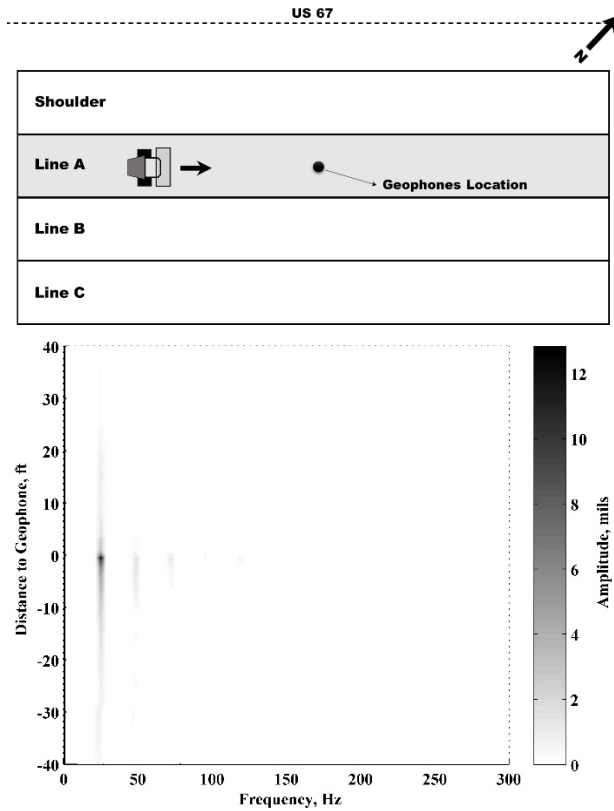 US 67
N
Shoulder
Line A
Geophones Location
Line B
Line C
40
30
20
10
0
-10
-20
-30
-40
Distance to Geophone, ft
0 50 100 150 200 250 300
Frequency, Hz
12
10
8
6
4
2
0
Amplitude, mils